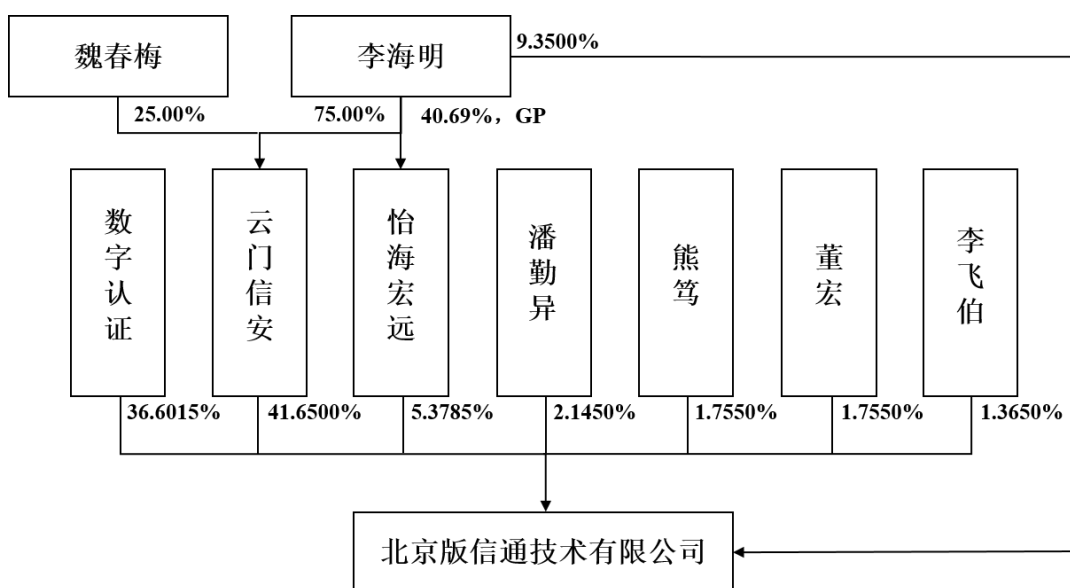 魏春梅
李海明
9.3500%
25.00%
75.00%
40.69%，GP
数字认证
云门信安
怡海宏远
潘勤异
熊笃
董宏
李飞伯
36.6015%
41.6500%
5.3785%
2.1450%
1.7550%
1.7550%
1.3650%
北京版信通技术有限公司